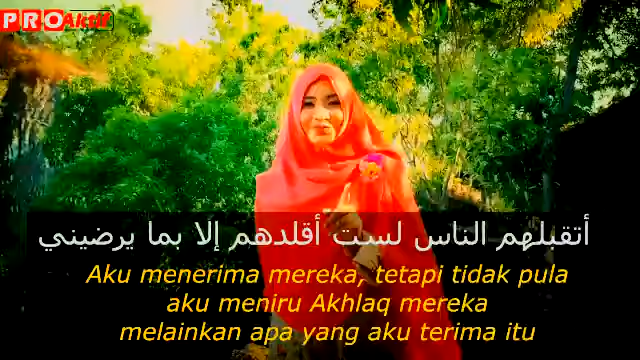 PROAktif
أتقبلهم الناس لست أقلدهم إلا بما يرضيني
Aku menerima mereka, tetapi tidak pula
aku meniru Akhlaq mereka
melainkan apa yang aku terima itu